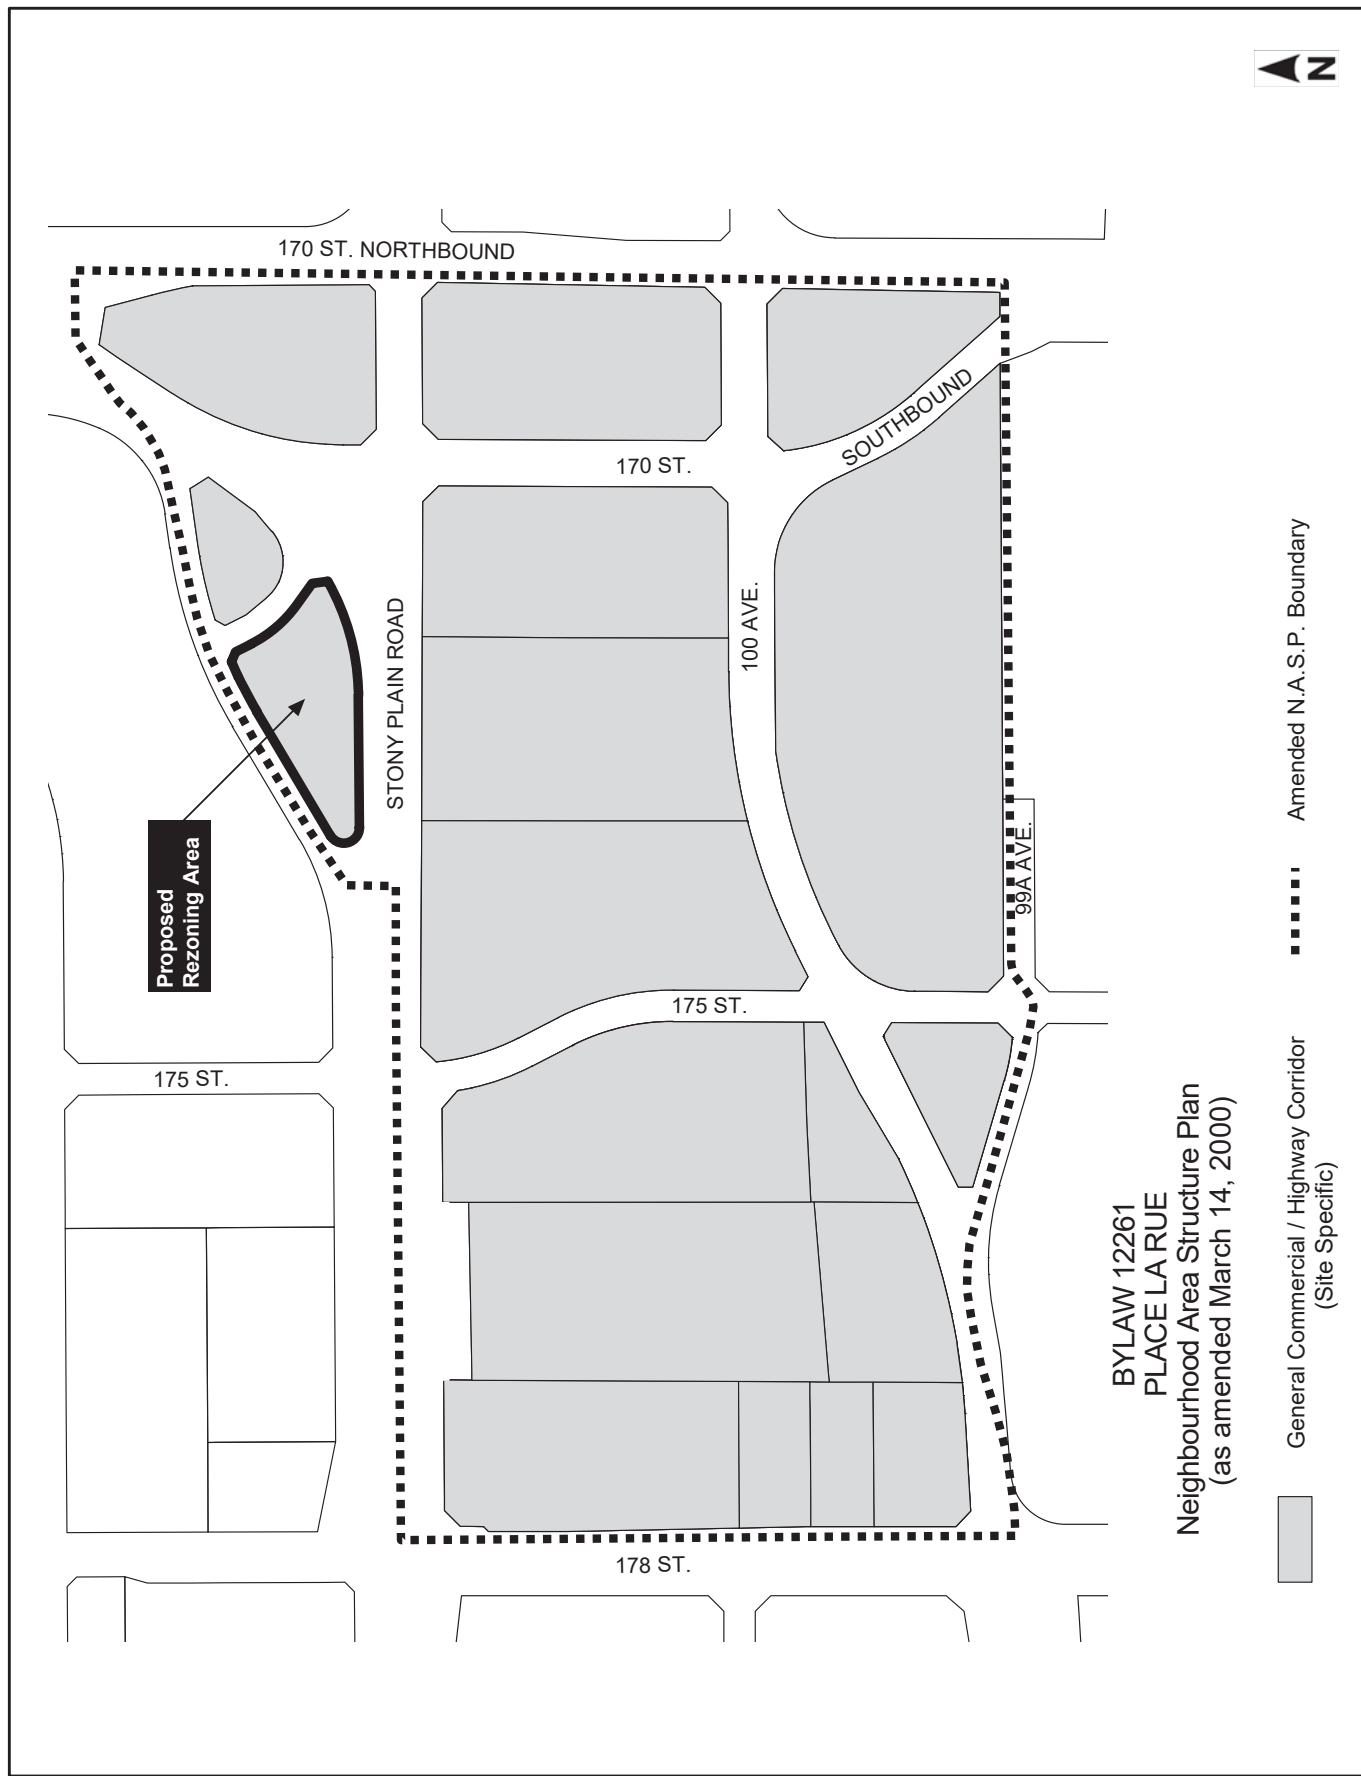 N
170 ST. NORTHBOUND
SOUTHBOUND
170 ST.
STONY PLAIN ROAD
100 AVE.
Proposed
Rezoning Area
99A AVE.
175 ST.
175 ST.
178 ST.
BYLAW 12261
PLACE LA RUE
Neighbourhood Area Structure Plan
(as amended March 14, 2000)
General Commercial / Highway Corridor
(Site Specific)
Amended N.A.S.P. Boundary